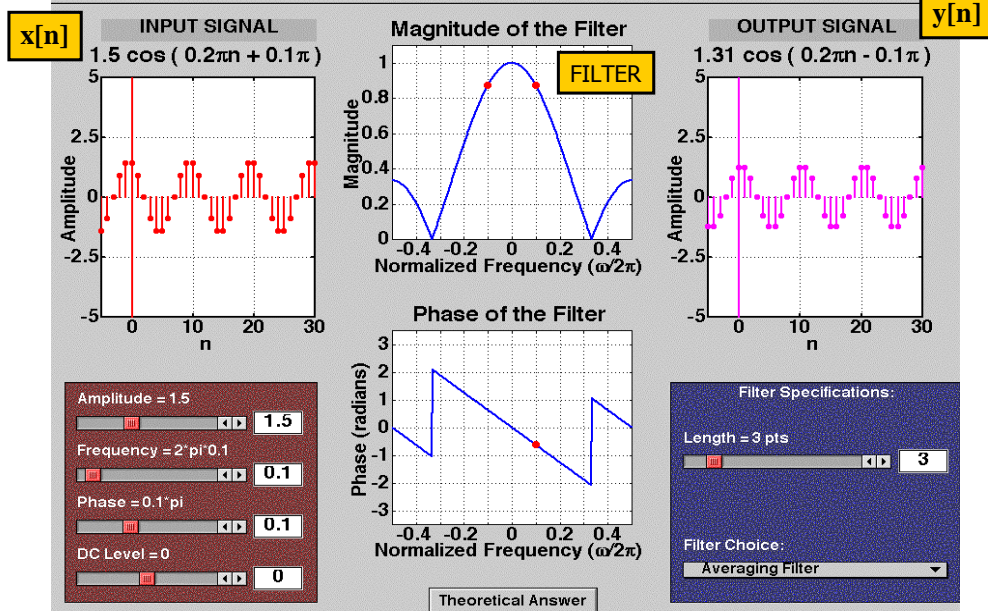 x[n]
INPUT SIGNAL
1.5 cos ( 0.2πn + 0.1π )
5
2.5
0
-2.5
-5
Amplitude
0 10 20 30
n
Magnitude of the Filter
FILTER
1
0.8
0.6
0.4
0.2
0
Magnitude
-0.4 -0.2 0 0.2 0.4
Normalized Frequency (ω/2π)
y[n]
OUTPUT SIGNAL
1.31 cos ( 0.2πn - 0.1π )
5
2.5
0
-2.5
-5
Amplitude
0 10 20 30
n
Phase of the Filter
3
2
1
0
-1
-2
-3
Phase (radians)
-0.4 -0.2 0 0.2 0.4
Normalized Frequency (ω/2π)
Amplitude = 1.5
1.5
Frequency = 2*pi*0.1
0.1
Phase = 0.1*pi
0.1
DC Level = 0
0
Theoretical Answer
Filter Specifications:
Length = 3 pts
3
Filter Choice:
Averaging Filter